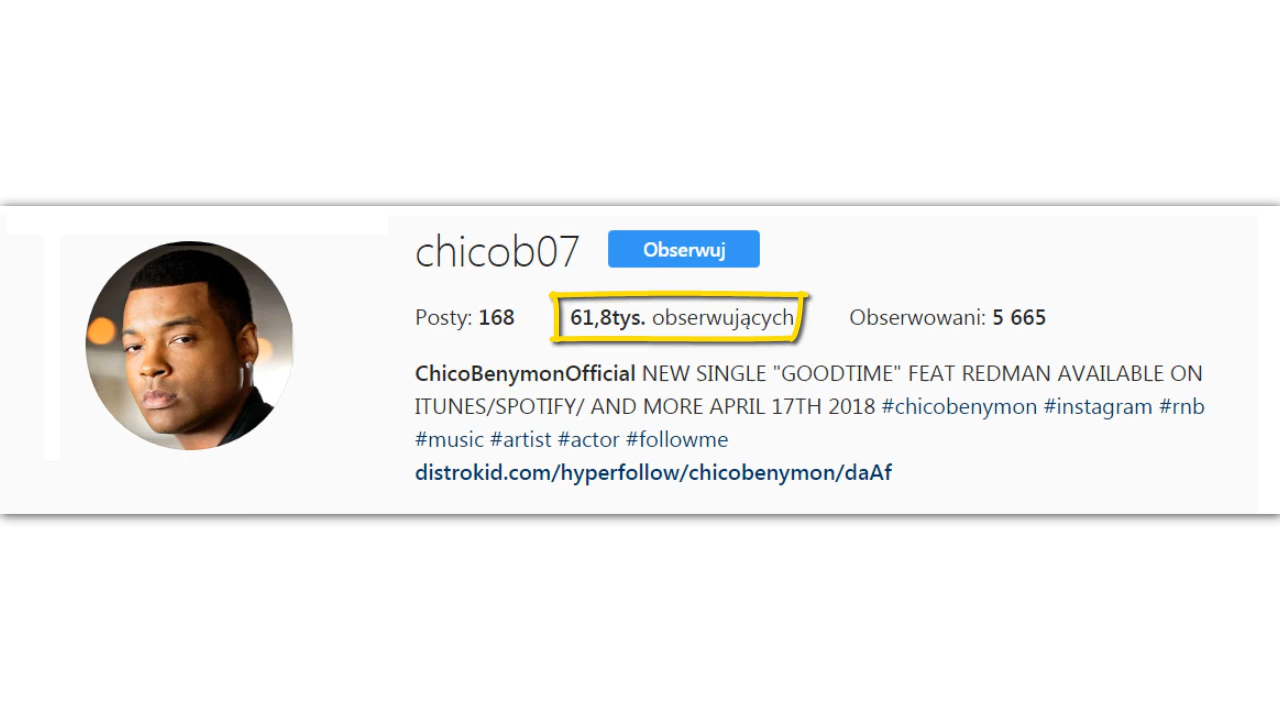 chicob07 Obserwuj
Posty: 168 61,8tys. obserwujących Obserwowani: 5 665
ChicoBenymonOfficial NEW SINGLE "GOODTIME" FEAT REDMAN AVAILABLE ON
ITUNES/SPOTIFY/ AND MORE APRIL 17TH 2018 #chicobenymon #instagram #rnb
#music #artist #actor #followme
distrokid.com/hyperfollow/chicobenymon/daAf